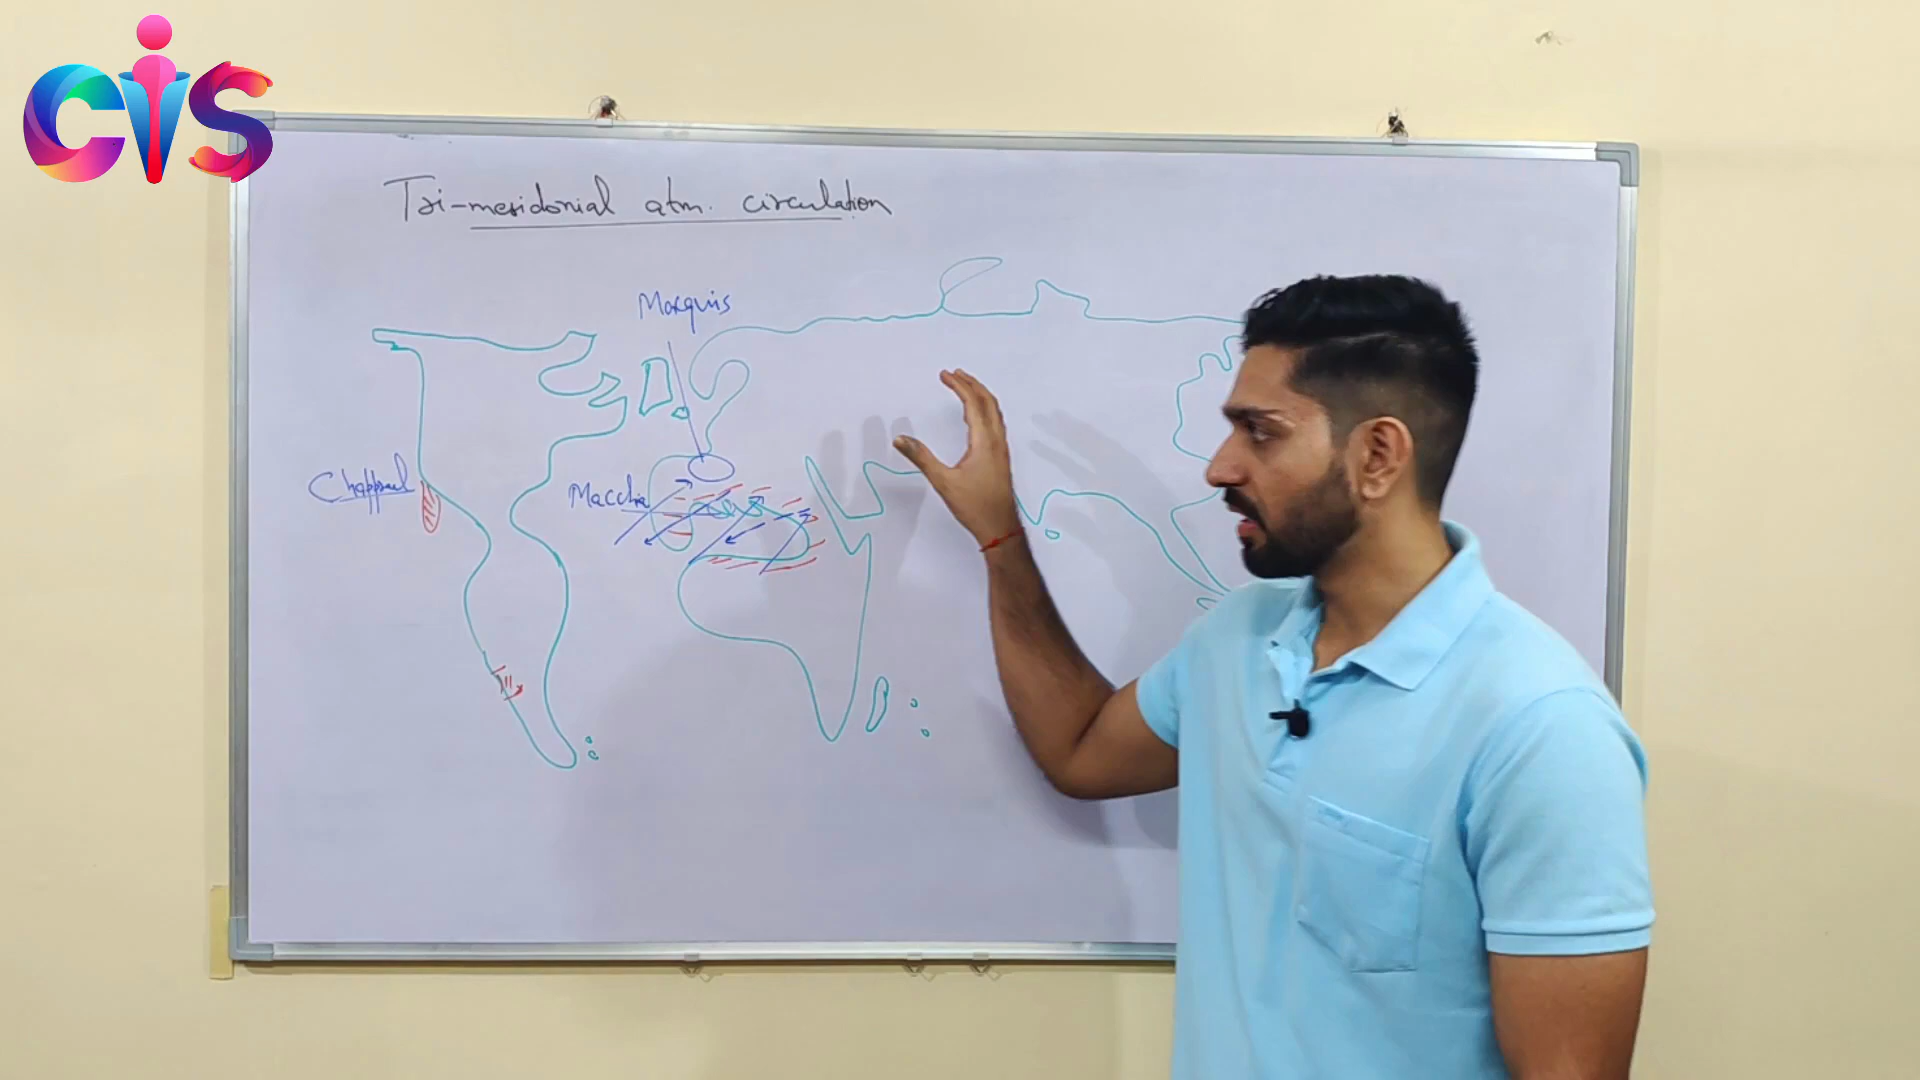 CiS
Tri-meridonial atm. circulation
Marquis
Chapparal
Macchia